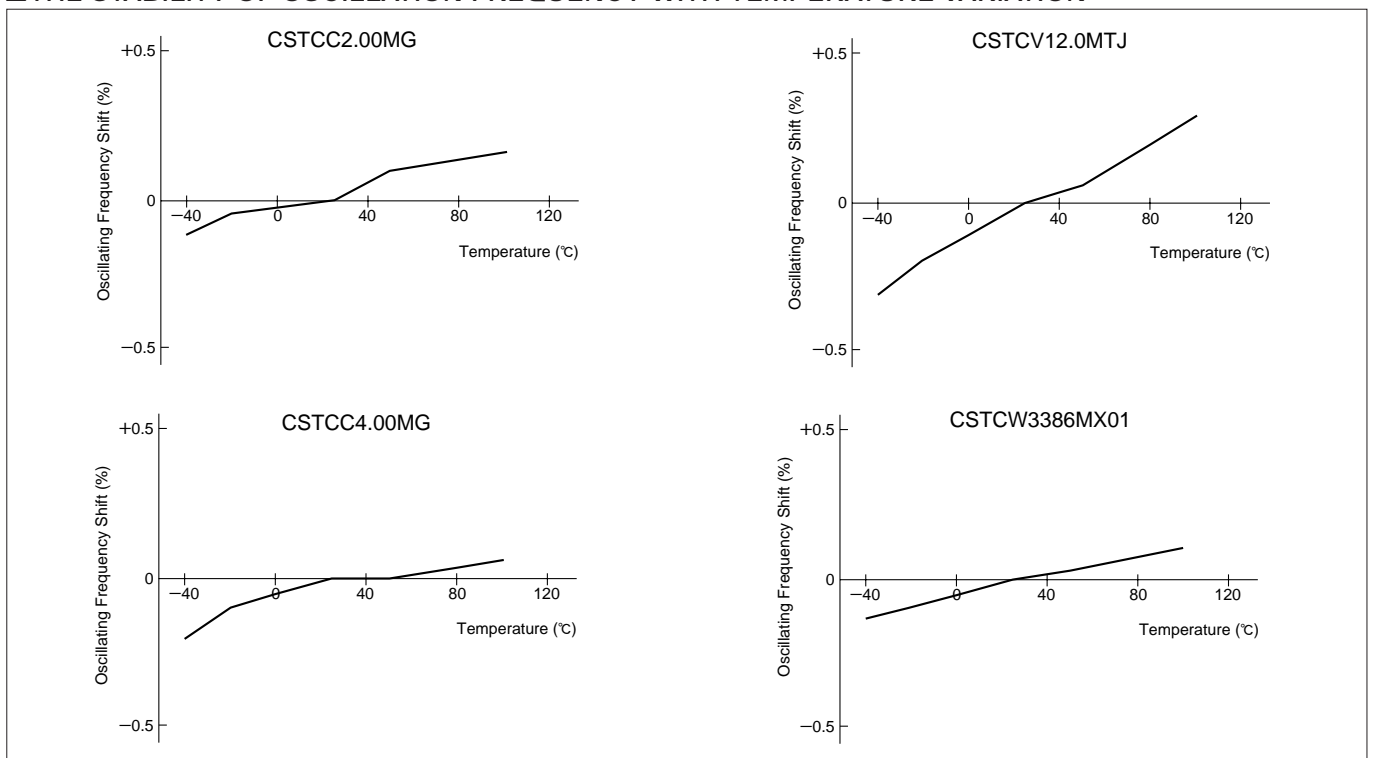 CSTCC2.00MG
+0.5
0
−0.5
−40
0
40
80
120
Oscillating Frequency Shift (%)
Temperature (℃)
CSTCV12.0MTJ
+0.5
0
−0.5
−40
0
40
80
120
Oscillating Frequency Shift (%)
Temperature (℃)
CSTCC4.00MG
+0.5
0
−0.5
−40
0
40
80
120
Oscillating Frequency Shift (%)
Temperature (℃)
CSTCW3386MX01
+0.5
0
−0.5
−40
0
40
80
120
Oscillating Frequency Shift (%)
Temperature (℃)